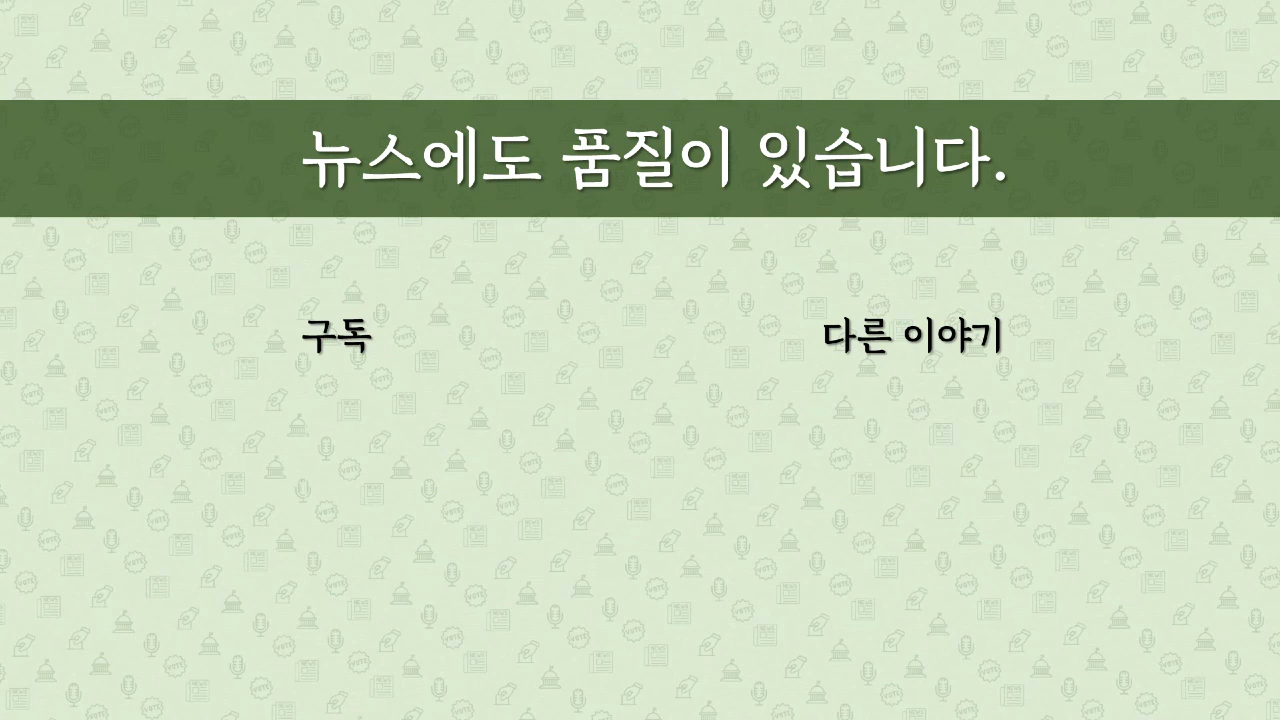 뉴스에도 품질이 있습니다.
구독
다른 이야기